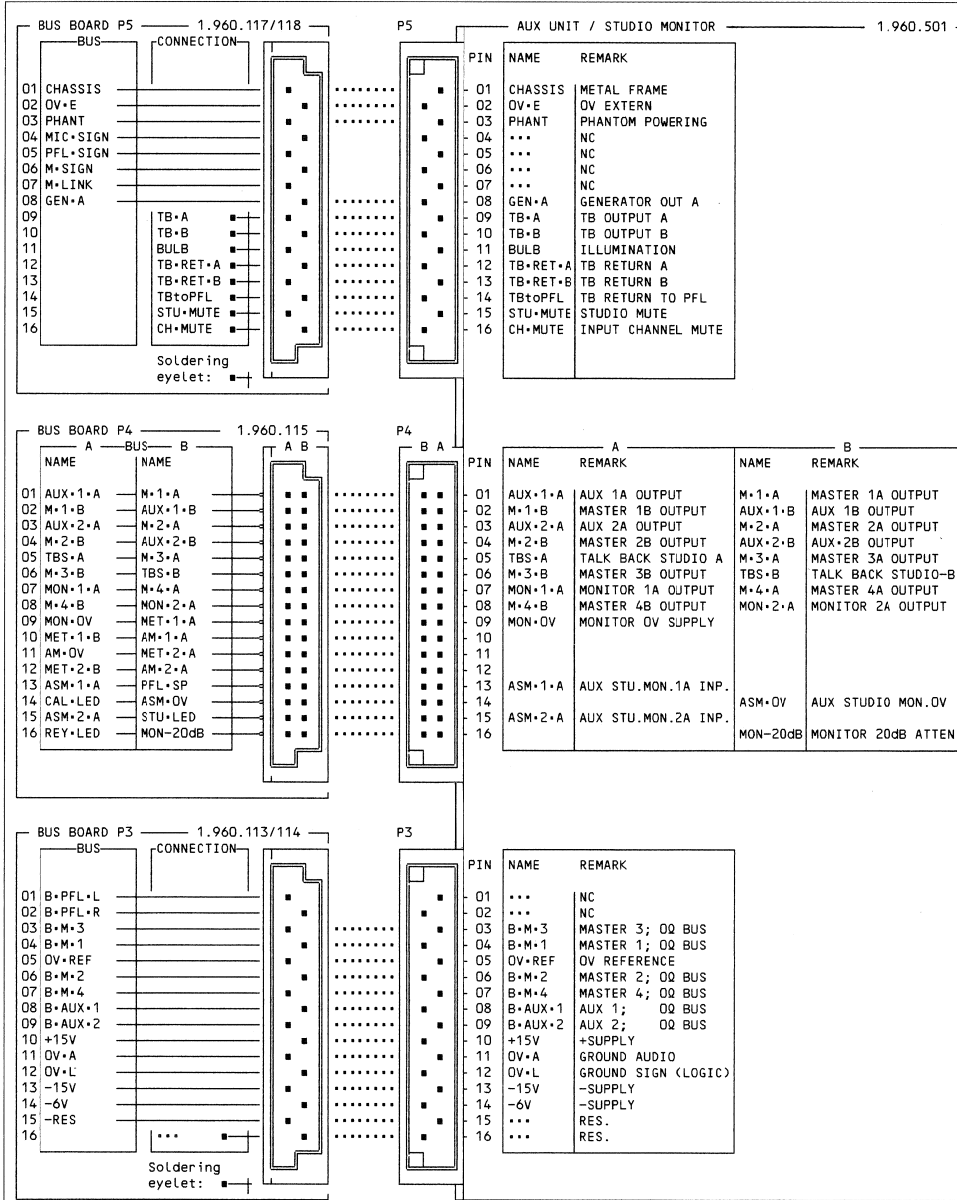 BUS BOARD P5 1.960.117/118 P5 AUX UNIT / STUDIO MONITOR 1.960.501
BUS CONNECTION
PIN NAME REMARK
01 CHASSIS - 01 CHASSIS METAL FRAME
02 0V▪E - 02 0V▪E 0V EXTERN
03 PHANT - 03 PHANT PHANTOM POWERING
04 MIC▪SIGN - 04 ▪▪▪ NC
05 PFL▪SIGN - 05 ▪▪▪ NC
06 M▪SIGN - 06 ▪▪▪ NC
07 M▪LINK - 07 ▪▪▪ NC
08 GEN▪A - 08 GEN▪A GENERATOR OUT A
09 TB▪A - 09 TB▪A TB OUTPUT A
10 TB▪B - 10 TB▪B TB OUTPUT B
11 BULB - 11 BULB ILLUMINATION
12 TB▪RET▪A - 12 TB▪RET▪A TB RETURN A
13 TB▪RET▪B - 13 TB▪RET▪B TB RETURN B
14 TBtoPFL - 14 TBtoPFL TB RETURN TO PFL
15 STU▪MUTE - 15 STU▪MUTE STUDIO MUTE
16 CH▪MUTE - 16 CH▪MUTE INPUT CHANNEL MUTE
Soldering
eyelet:
BUS BOARD P4 1.960.115 P4
A BUS B A B B A A B
NAME NAME PIN NAME REMARK NAME REMARK
01 AUX▪1▪A M▪1▪A - 01 AUX▪1▪A AUX 1A OUTPUT M▪1▪A MASTER 1A OUTPUT
02 M▪1▪B AUX▪1▪B - 02 M▪1▪B MASTER 1B OUTPUT AUX▪1▪B AUX 1B OUTPUT
03 AUX▪2▪A M▪2▪A - 03 AUX▪2▪A AUX 2A OUTPUT M▪2▪A MASTER 2A OUTPUT
04 M▪2▪B AUX▪2▪B - 04 M▪2▪B MASTER 2B OUTPUT AUX▪2▪B AUX▪2B OUTPUT
05 TBS▪A M▪3▪A - 05 TBS▪A TALK BACK STUDIO A M▪3▪A MASTER 3A OUTPUT
06 M▪3▪B TBS▪B - 06 M▪3▪B MASTER 3B OUTPUT TBS▪B TALK BACK STUDIO-B
07 MON▪1▪A M▪4▪A - 07 MON▪1▪A MONITOR 1A OUTPUT M▪4▪A MASTER 4A OUTPUT
08 M▪4▪B MON▪2▪A - 08 M▪4▪B MASTER 4B OUTPUT MON▪2▪A MONITOR 2A OUTPUT
09 MON▪0V MET▪1▪A - 09 MON▪0V MONITOR 0V SUPPLY
10 MET▪1▪B AM▪1▪A - 10
11 AM▪0V MET▪2▪A - 11
12 MET▪2▪B AM▪2▪A - 12
13 ASM▪1▪A PFL▪SP - 13 ASM▪1▪A AUX STU.MON.1A INP.
14 CAL▪LED ASM▪0V - 14 ASM▪0V AUX STUDIO MON.0V
15 ASM▪2▪A STU▪LED - 15 ASM▪2▪A AUX STU.MON.2A INP.
16 REY▪LED MON-20dB - 16 MON-20dB MONITOR 20dB ATTEN
BUS BOARD P3 1.960.113/114 P3
BUS CONNECTION
PIN NAME REMARK
01 B▪PFL▪L - 01 ▪▪▪ NC
02 B▪PFL▪R - 02 ▪▪▪ NC
03 B▪M▪3 - 03 B▪M▪3 MASTER 3; 0Ω BUS
04 B▪M▪1 - 04 B▪M▪1 MASTER 1; 0Ω BUS
05 0V▪REF - 05 0V▪REF 0V REFERENCE
06 B▪M▪2 - 06 B▪M▪2 MASTER 2; 0Ω BUS
07 B▪M▪4 - 07 B▪M▪4 MASTER 4; 0Ω BUS
08 B▪AUX▪1 - 08 B▪AUX▪1 AUX 1; 0Ω BUS
09 B▪AUX▪2 - 09 B▪AUX▪2 AUX 2; 0Ω BUS
10 +15V - 10 +15V +SUPPLY
11 0V▪A - 11 0V▪A GROUND AUDIO
12 0V▪L - 12 0V▪L GROUND SIGN (LOGIC)
13 -15V - 13 -15V -SUPPLY
14 -6V - 14 -6V -SUPPLY
15 -RES - 15 ▪▪▪ RES.
16 ▪▪▪ - 16 ▪▪▪ RES.
Soldering
eyelet: